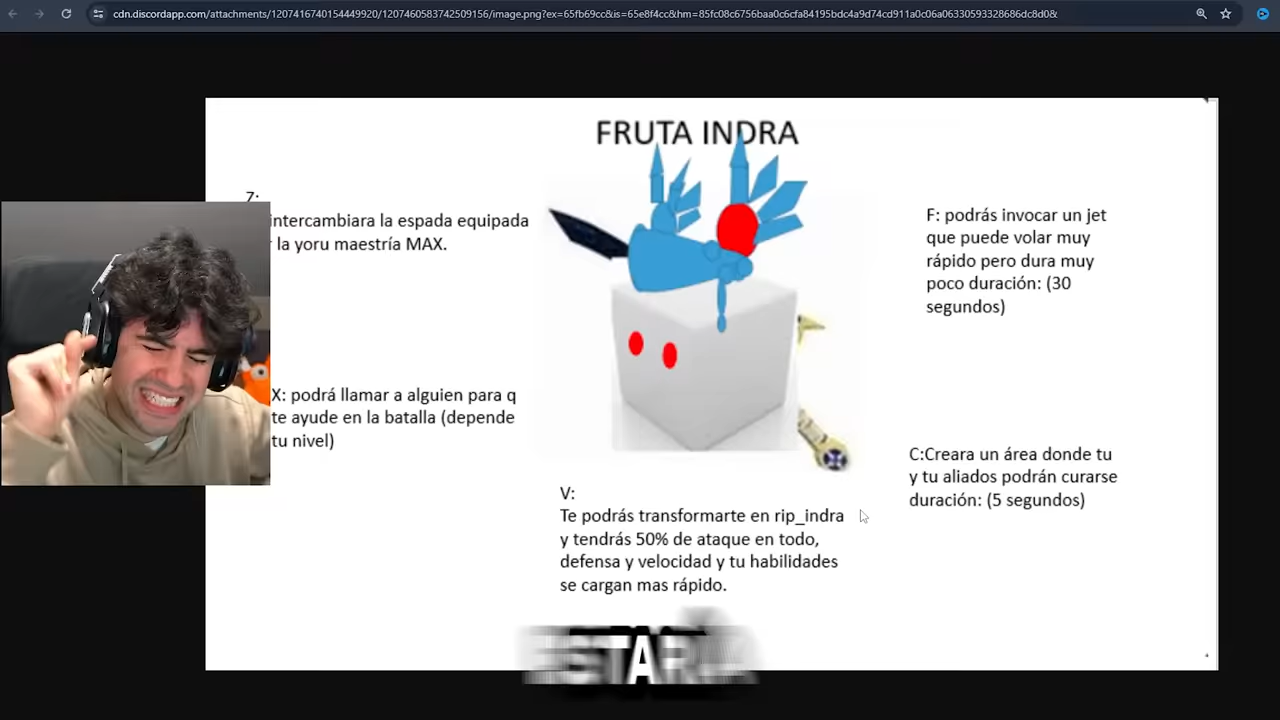 cdn.discordapp.com/attachments/1207416740154449920/1207460583742509156/image.png?ex=65fb69cc&is=65e8f4cc&hm=85fc08c6756baa0c6cfa84195bdc4a9d74cd911a0c06a06330593328686dc8d0&
FRUTA INDRA
Z:
intercambiara la espada equipada
la yoru maestría MAX.
F: podrás invocar un jet
que puede volar muy
rápido pero dura muy
poco duración: (30
segundos)
X: podrá llamar a alguien para q
te ayude en la batalla (depende
tu nivel)
C:Creara un área donde tu
y tu aliados podrán curarse
duración: (5 segundos)
V:
Te podrás transformarte en rip_indra
y tendrás 50% de ataque en todo,
defensa y velocidad y tu habilidades
se cargan mas rápido.